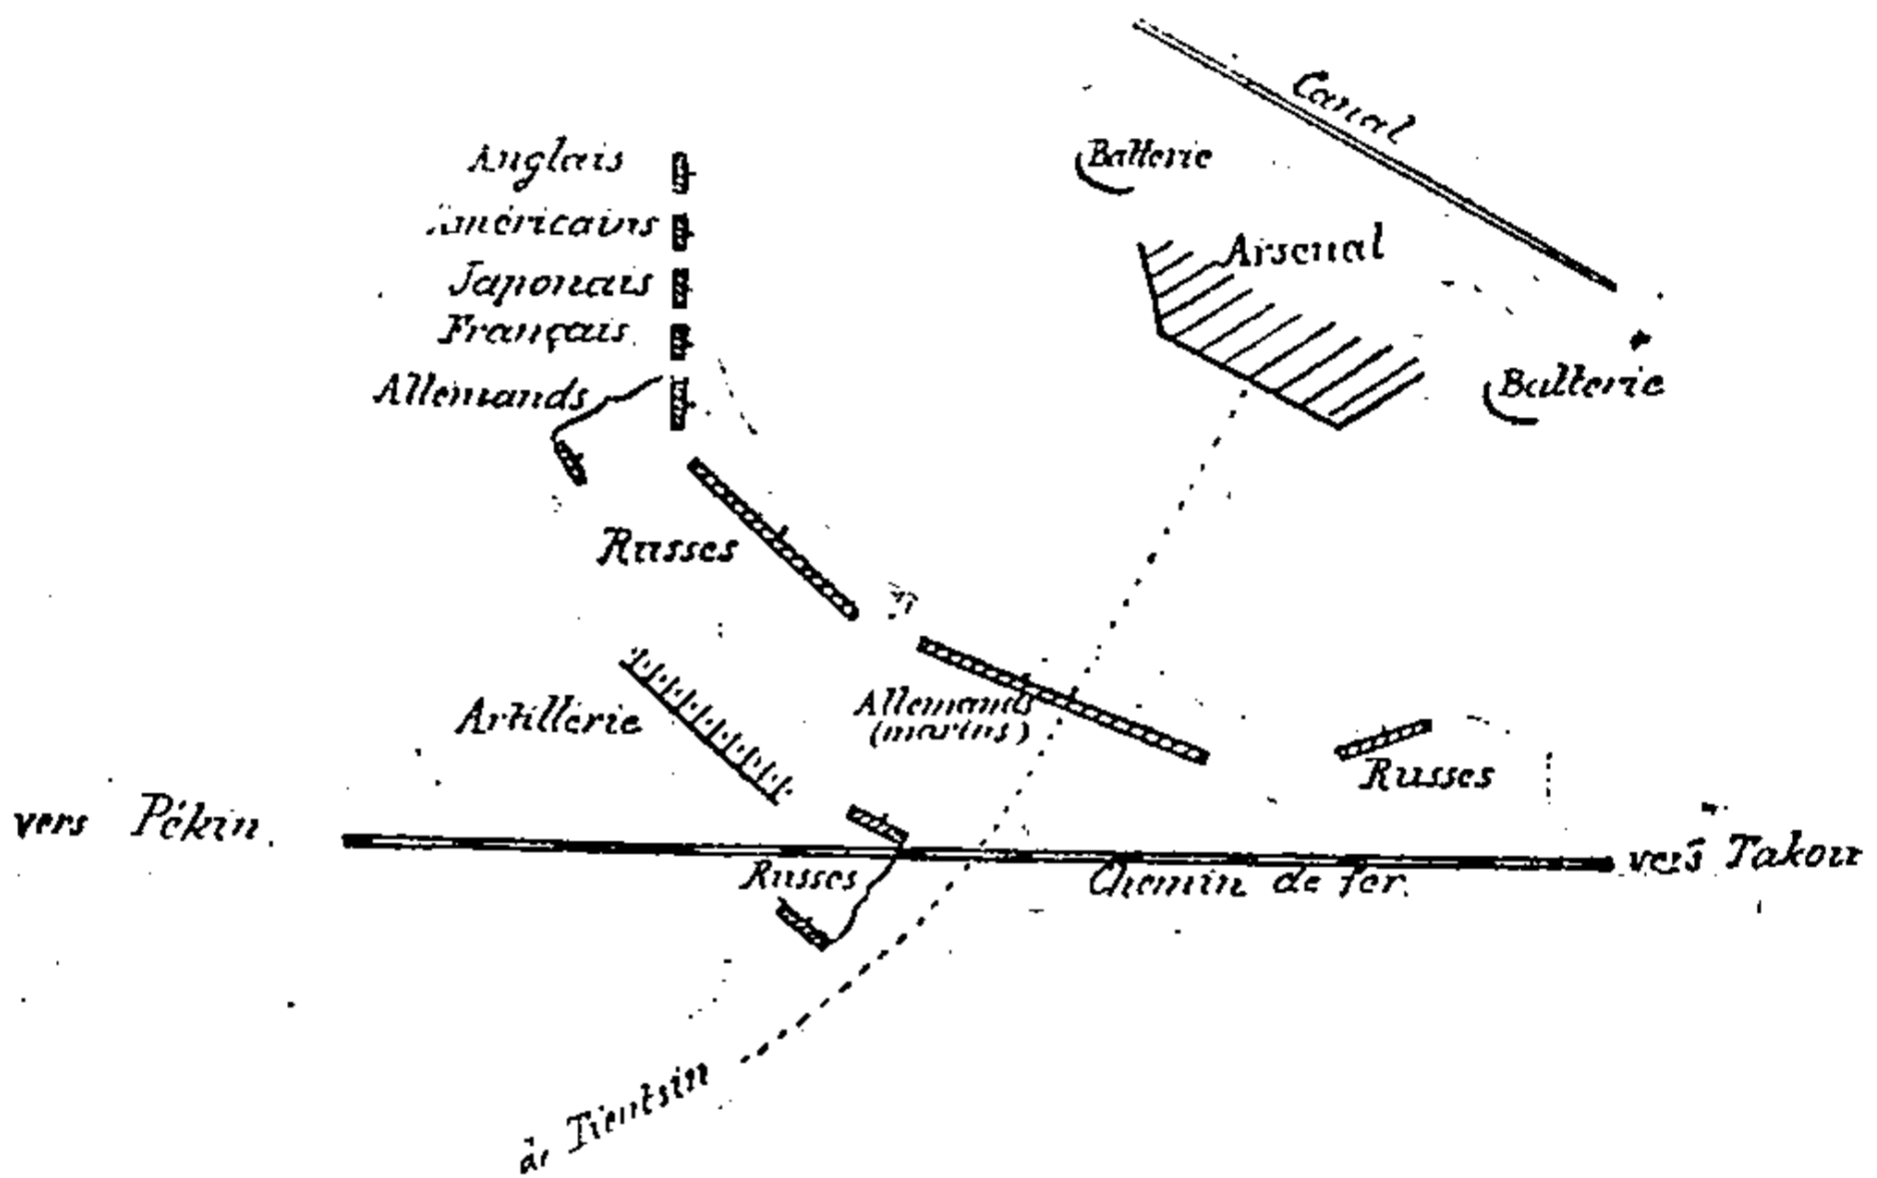 Canal
Batterie
Anglais
Américains
Arsenal
Japonais
Français
Allemands
Batterie
Russes
Allemands
(marins)
Artillerie
Russes
vers Pékin.
vers Takou
Russes
Chemin de fer.
à Tientsin